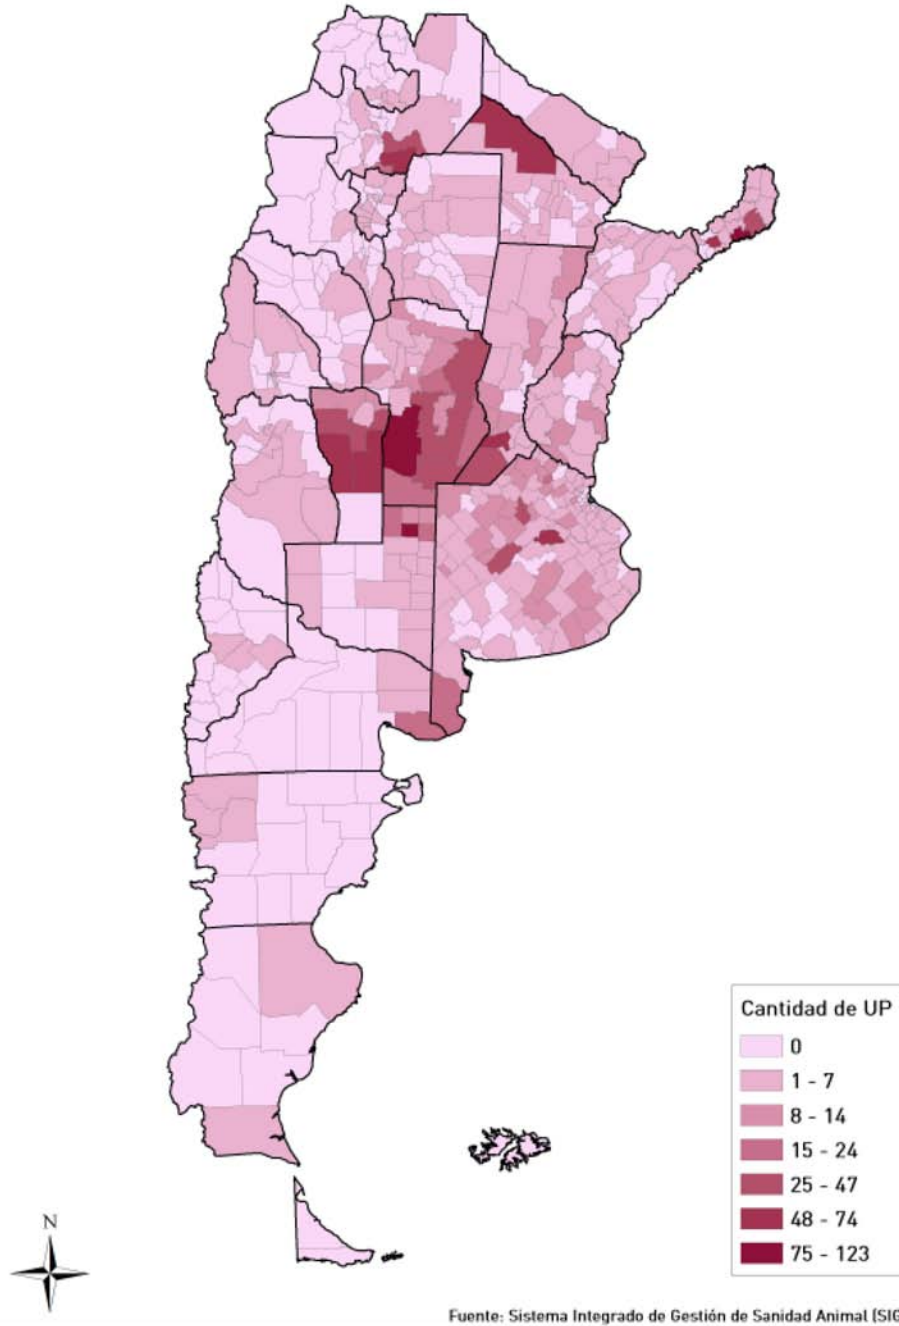 Cantidad de UP
0
1 - 7
8 - 14
15 - 24
25 - 47
48 - 74
75 - 123
N
Fuente: Sistema Integrado de Gestión de Sanidad Animal (SIG